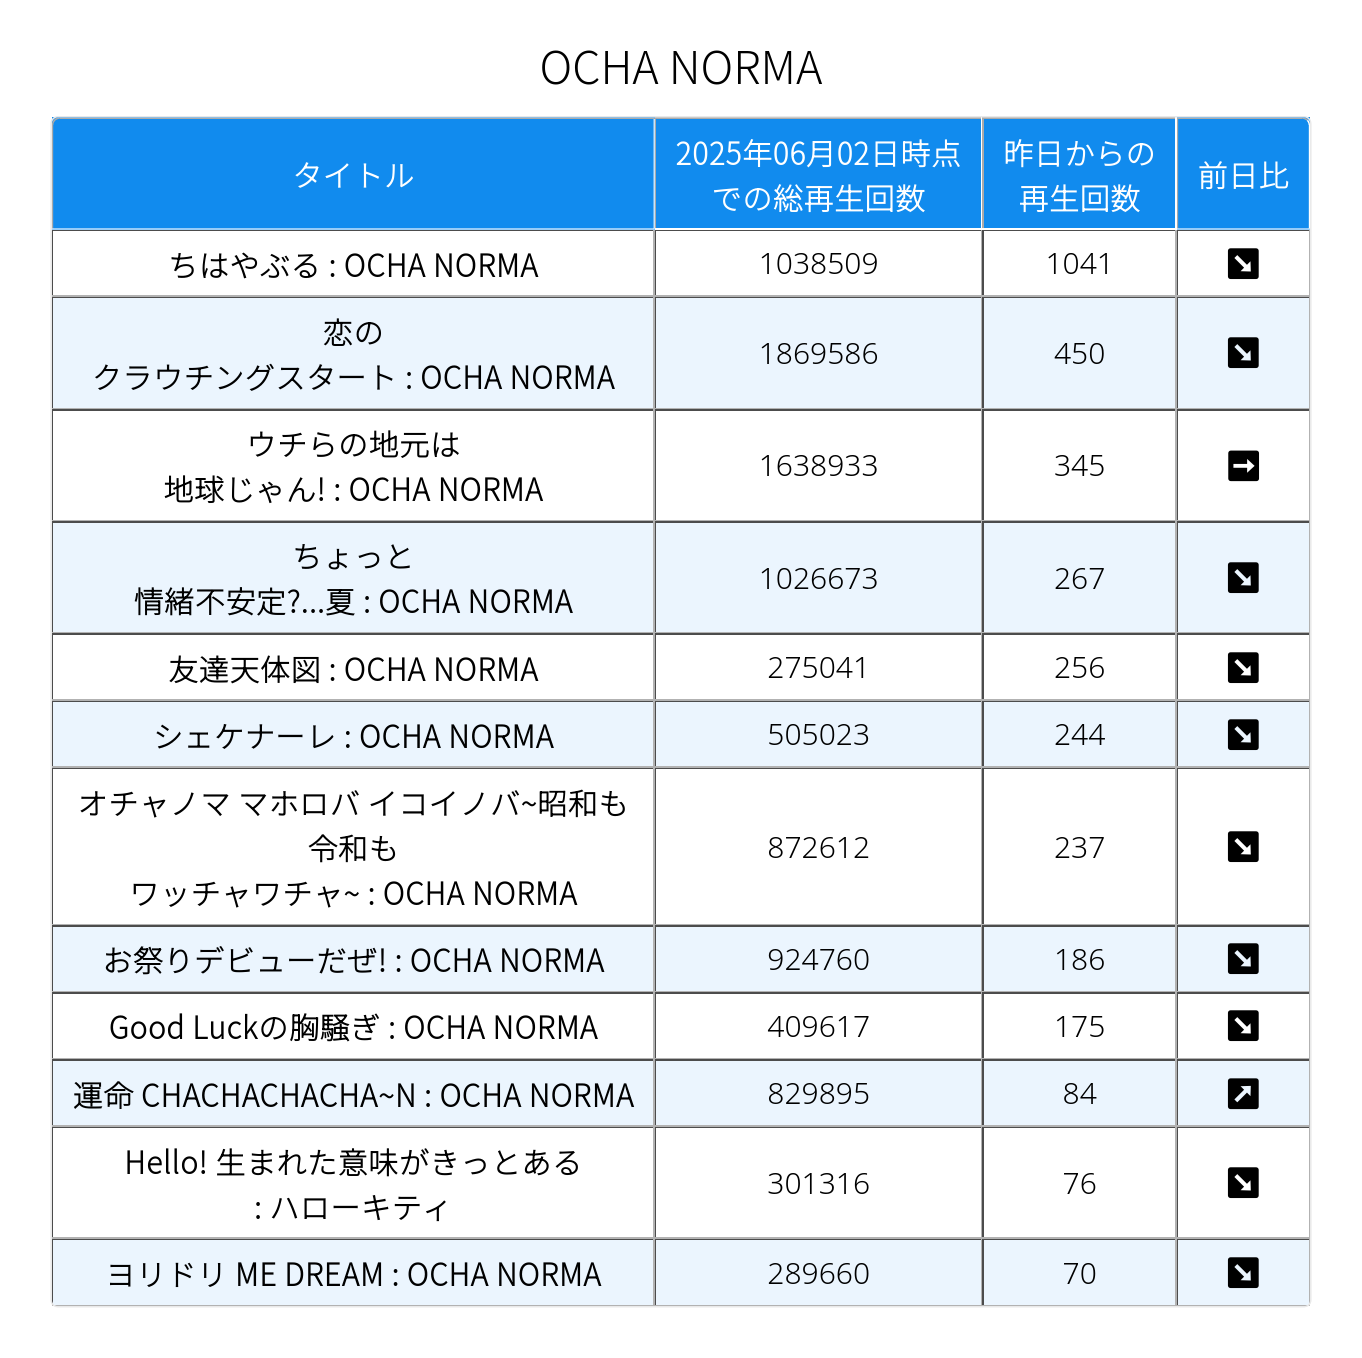 OCHA NORMA
タイトル
2025年06月02日時点
での総再生回数
昨日からの
再生回数
前日比
ちはやぶる : OCHA NORMA
1038509
1041
恋の
クラウチングスタート : OCHA NORMA
1869586
450
ウチらの地元は
地球じゃん! : OCHA NORMA
1638933
345
ちょっと
情緒不安定?...夏 : OCHA NORMA
1026673
267
友達天体図 : OCHA NORMA
275041
256
シェケナーレ : OCHA NORMA
505023
244
オチャノマ マホロバ イコイノバ~昭和も
令和も
ワッチャワチャ~ : OCHA NORMA
872612
237
お祭りデビューだぜ! : OCHA NORMA
924760
186
Good Luckの胸騒ぎ : OCHA NORMA
409617
175
運命 CHACHACHACHA~N : OCHA NORMA
829895
84
Hello! 生まれた意味がきっとある
: ハローキティ
301316
76
ヨリドリ ME DREAM : OCHA NORMA
289660
70